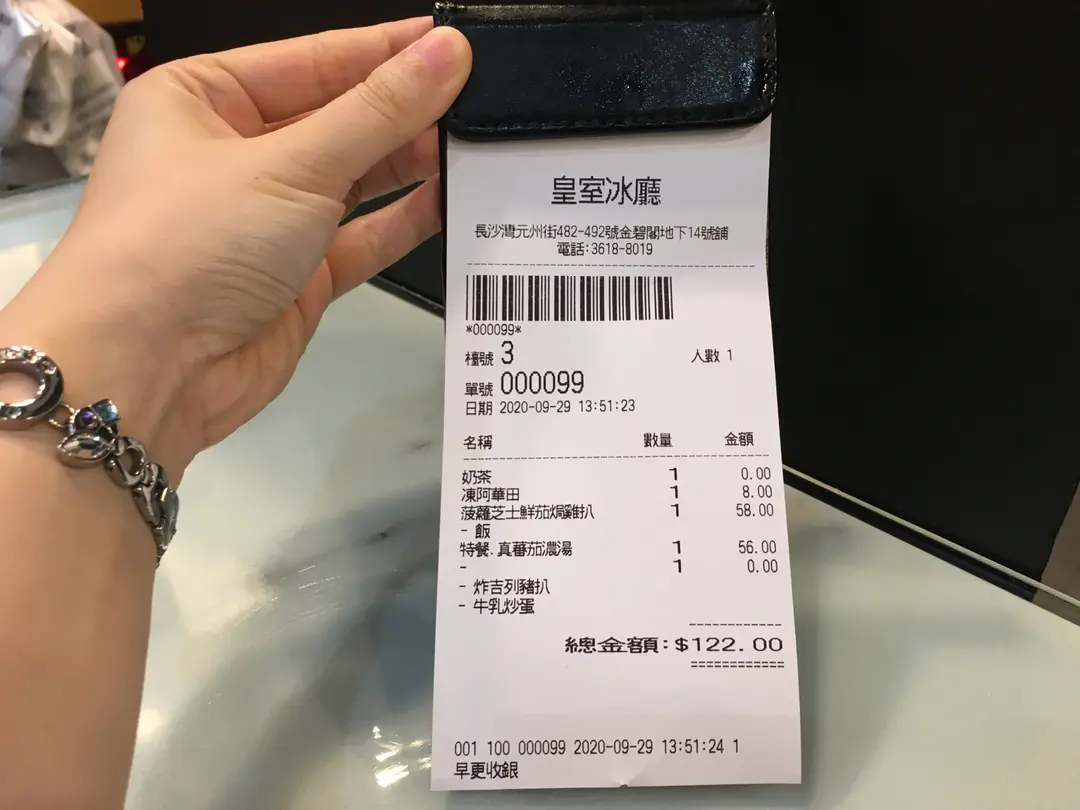 皇室冰廳
長沙灣元州街482-492號金碧閣地下14號舖
電話:3618-8019
*000099*
檯號 3 人數 1
單號 000099
日期 2020-09-29 13:51:23
名稱 數量 金額
奶茶 1 0.00
凍阿華田 1 8.00
菠蘿芝士鮮茄焗雞扒 1 58.00
- 飯
特餐.真蕃茄濃湯 1 56.00
- 1 0.00
- 炸吉列豬扒
- 牛乳炒蛋
總金額:$122.00
001 100 000099 2020-09-29 13:51:24 1
早更收銀